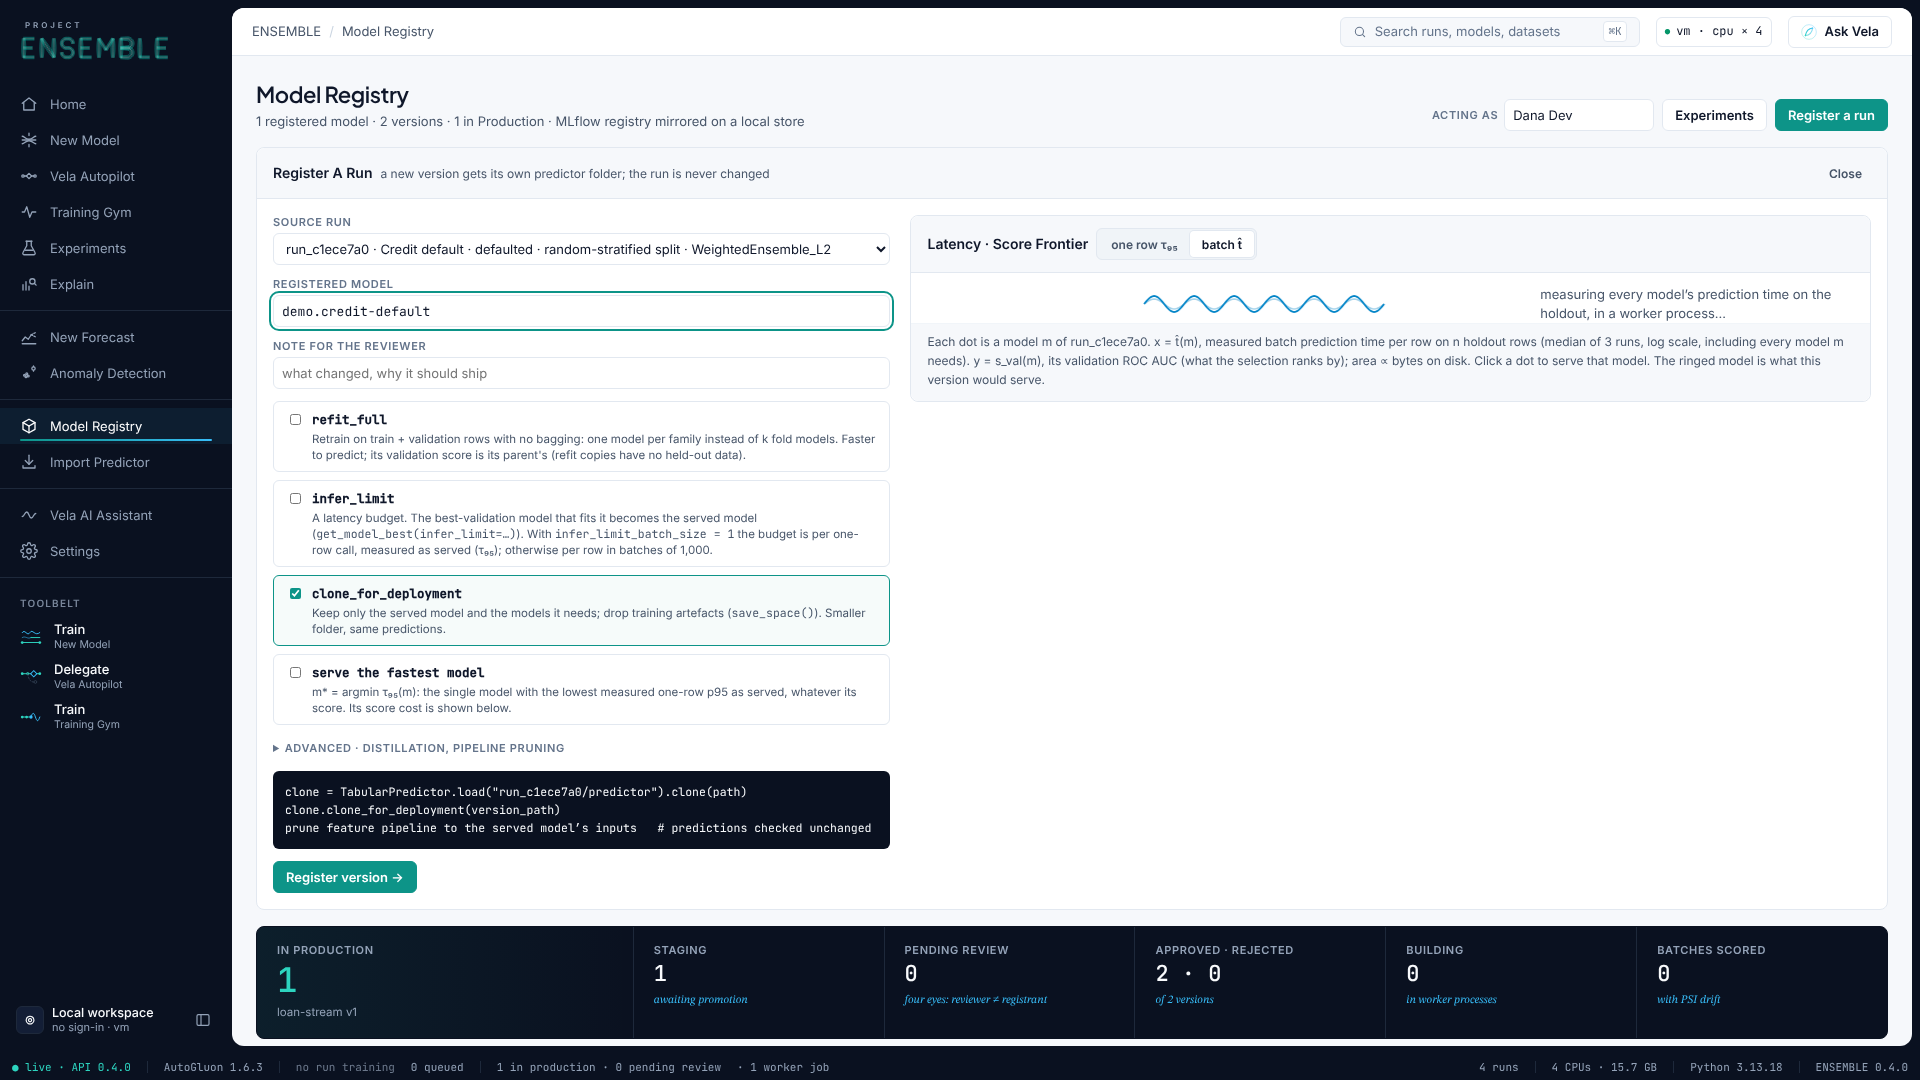 PROJECT
ENSEMBLE
Home
New Model
Vela Autopilot
Training Gym
Experiments
Explain
New Forecast
Anomaly Detection
Model Registry
Import Predictor
Vela AI Assistant
Settings
TOOLBELT
Train
New Model
Delegate
Vela Autopilot
Train
Training Gym
Local workspace
no sign-in · vm
ENSEMBLE / Model Registry
Search runs, models, datasets ⌘K
vm · cpu × 4
Ask Vela
Model Registry
1 registered model · 2 versions · 1 in Production · MLflow registry mirrored on a local store
ACTING AS Dana Dev
Experiments
Register a run
Register A Run a new version gets its own predictor folder; the run is never changed
Close
SOURCE RUN
run_c1ece7a0 · Credit default · defaulted · random-stratified split · WeightedEnsemble_L2
REGISTERED MODEL
demo.credit-default
NOTE FOR THE REVIEWER
what changed, why it should ship
refit_full
Retrain on train + validation rows with no bagging: one model per family instead of k fold models. Faster
to predict; its validation score is its parent's (refit copies have no held-out data).
infer_limit
A latency budget. The best-validation model that fits it becomes the served model
(get_model_best(infer_limit=…)). With infer_limit_batch_size = 1 the budget is per one-
row call, measured as served (τ₉₅); otherwise per row in batches of 1,000.
clone_for_deployment
Keep only the served model and the models it needs; drop training artefacts (save_space()). Smaller
folder, same predictions.
serve the fastest model
m* = argmin τ₉₅(m): the single model with the lowest measured one-row p95 as served, whatever its
score. Its score cost is shown below.
ADVANCED · DISTILLATION, PIPELINE PRUNING
clone = TabularPredictor.load("run_c1ece7a0/predictor").clone(path)
clone.clone_for_deployment(version_path)
prune feature pipeline to the served model’s inputs # predictions checked unchanged
Register version →
Latency · Score Frontier
one row τ₉₅
batch t̂
measuring every model’s prediction time on the
holdout, in a worker process…
Each dot is a model m of run_c1ece7a0. x = t̂(m), measured batch prediction time per row on n holdout rows (median of 3 runs, log scale, including every model m
needs). y = s_val(m), its validation ROC AUC (what the selection ranks by); area ∝ bytes on disk. Click a dot to serve that model. The ringed model is what this
version would serve.
IN PRODUCTION
1
loan-stream v1
STAGING
1
awaiting promotion
PENDING REVIEW
0
four eyes: reviewer ≠ registrant
APPROVED · REJECTED
2 · 0
of 2 versions
BUILDING
0
in worker processes
BATCHES SCORED
0
with PSI drift
live · API 0.4.0
AutoGluon 1.6.3
no run training 0 queued
1 in production · 0 pending review · 1 worker job
4 runs
4 CPUs · 15.7 GB
Python 3.13.18
ENSEMBLE 0.4.0